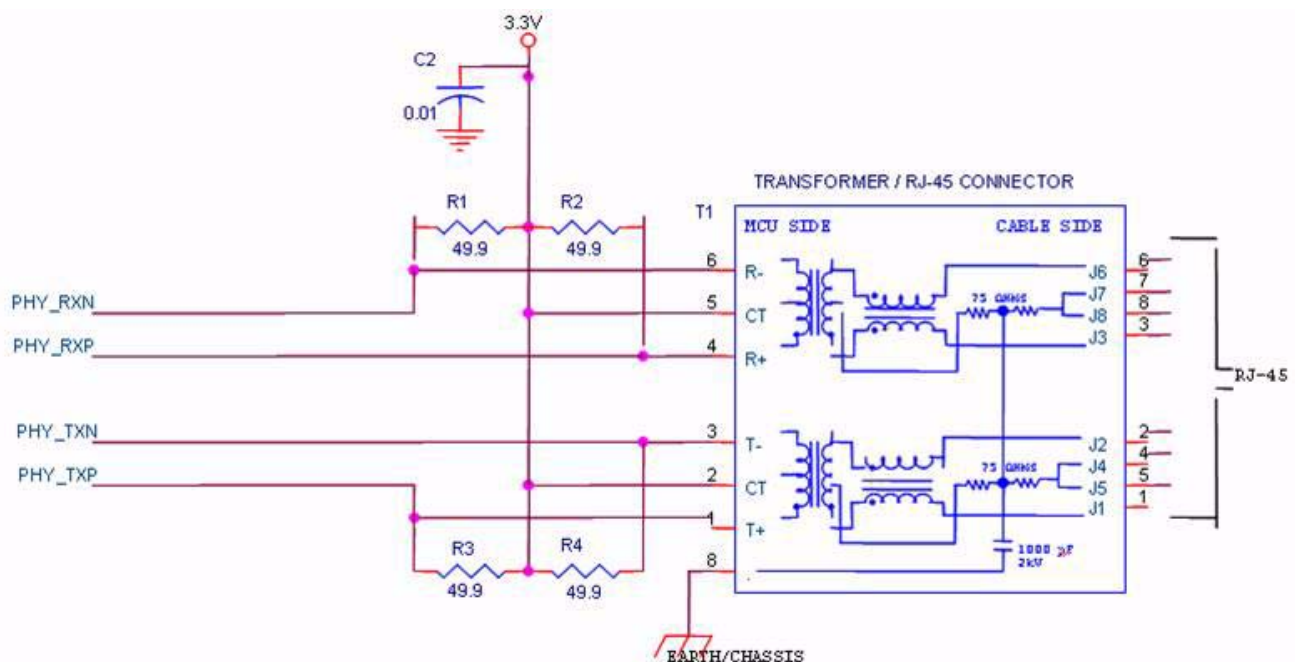 3.3V
C2
0.01
TRANSFORMER / RJ-45 CONNECTOR
R1
R2
T1
MCU SIDE
CABLE SIDE
49.9
49.9
6
R-
J6
6
7
PHY_RXN
5
CT
75 OHMS
J7
J8
8
3
PHY_RXP
4
R+
J3
RJ-45
PHY_TXN
3
T-
J2
2
4
PHY_TXP
2
CT
75 OHMS
J4
J5
5
1
1
T+
J1
R3
R4
8
1000 pF
2kV
49.9
49.9
EARTH/CHASSIS